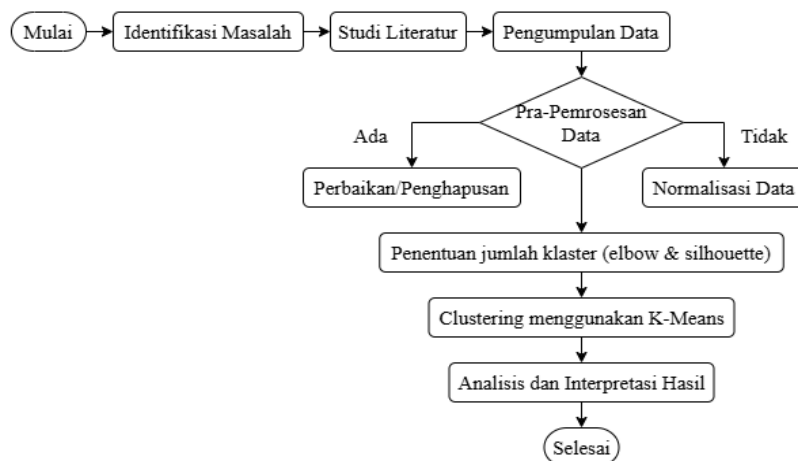 Mulai
Identifikasi Masalah
Studi Literatur
Pengumpulan Data
Pra-Pemrosesan
Data
Ada
Tidak
Perbaikan/Penghapusan
Normalisasi Data
Penentuan jumlah klaster (elbow & silhouette)
Clustering menggunakan K-Means
Analisis dan Interpretasi Hasil
Selesai